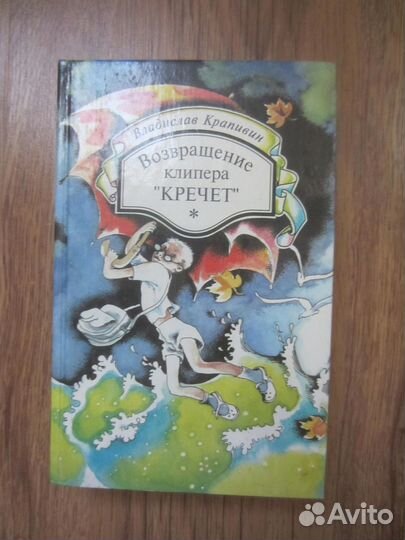 Владислав Крапивин
Возвращение
клипера
"КРЕЧЕТ"
*
Avito